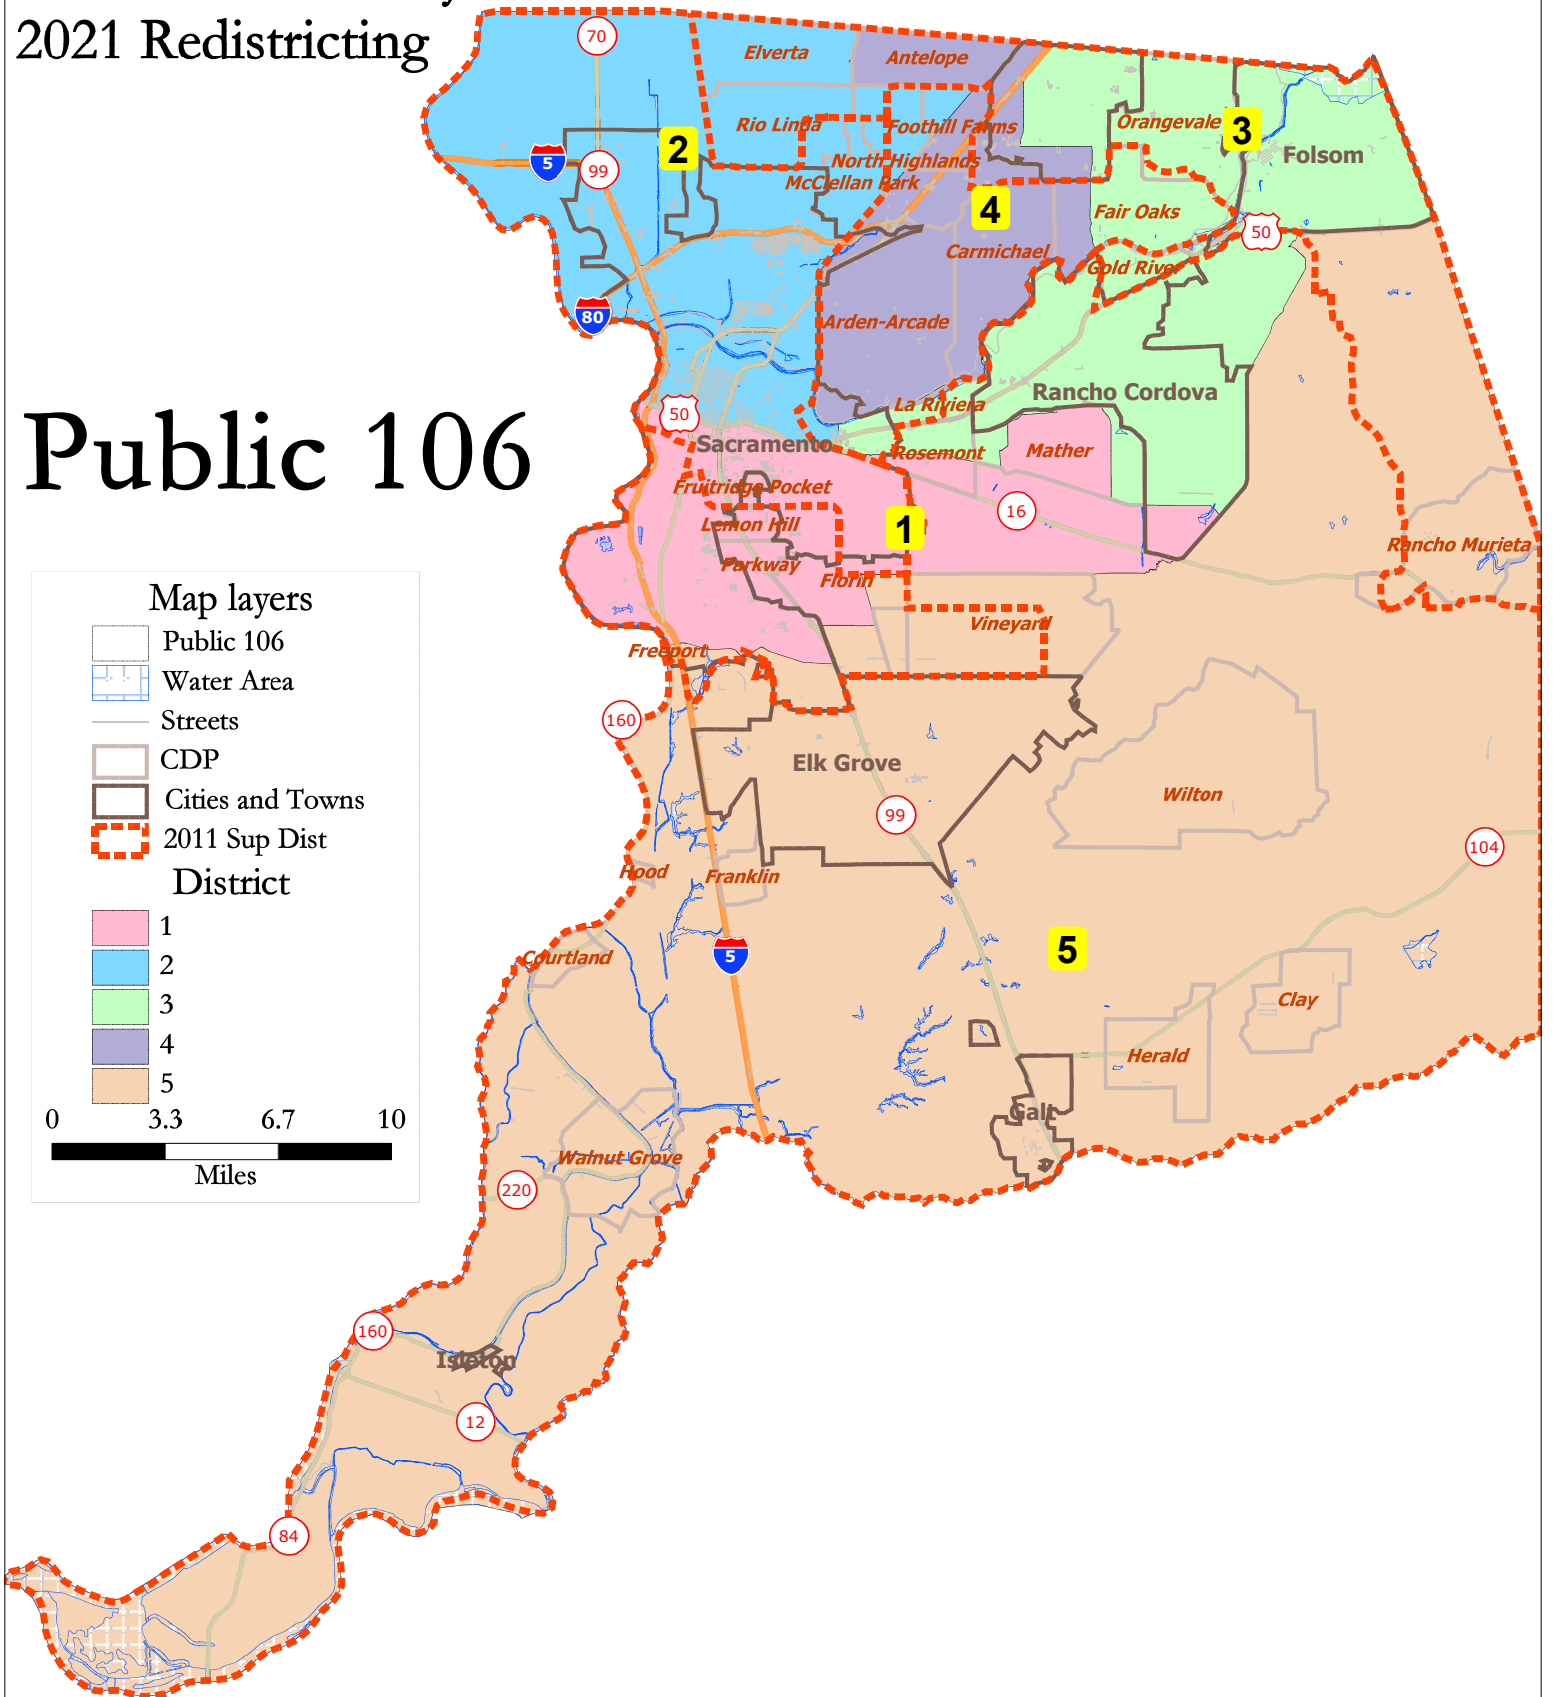 2021 Redistricting
Public 106
Map layers
Public 106
Water Area
Streets
CDP
Cities and Towns
2011 Sup Dist
District
1
2
3
4
5
0 3.3 6.7 10
Miles
70
Elverta
Antelope
Rio Linda
Foothill Farms
Orangevale
3
2
5
99
North Highlands
Folsom
McClellan Park
4
Fair Oaks
50
Carmichael
Gold River
80
Arden-Arcade
Rancho Cordova
La Riviera
50
Sacramento
Rosemont
Mather
Fruitridge Pocket
16
Lemon Hill
1
Rancho Murieta
Parkway
Florin
Vineyard
Freeport
160
Elk Grove
Wilton
99
104
Hood
Franklin
5
Courtland
5
Clay
Herald
Galt
Walnut Grove
220
160
Isleton
12
84